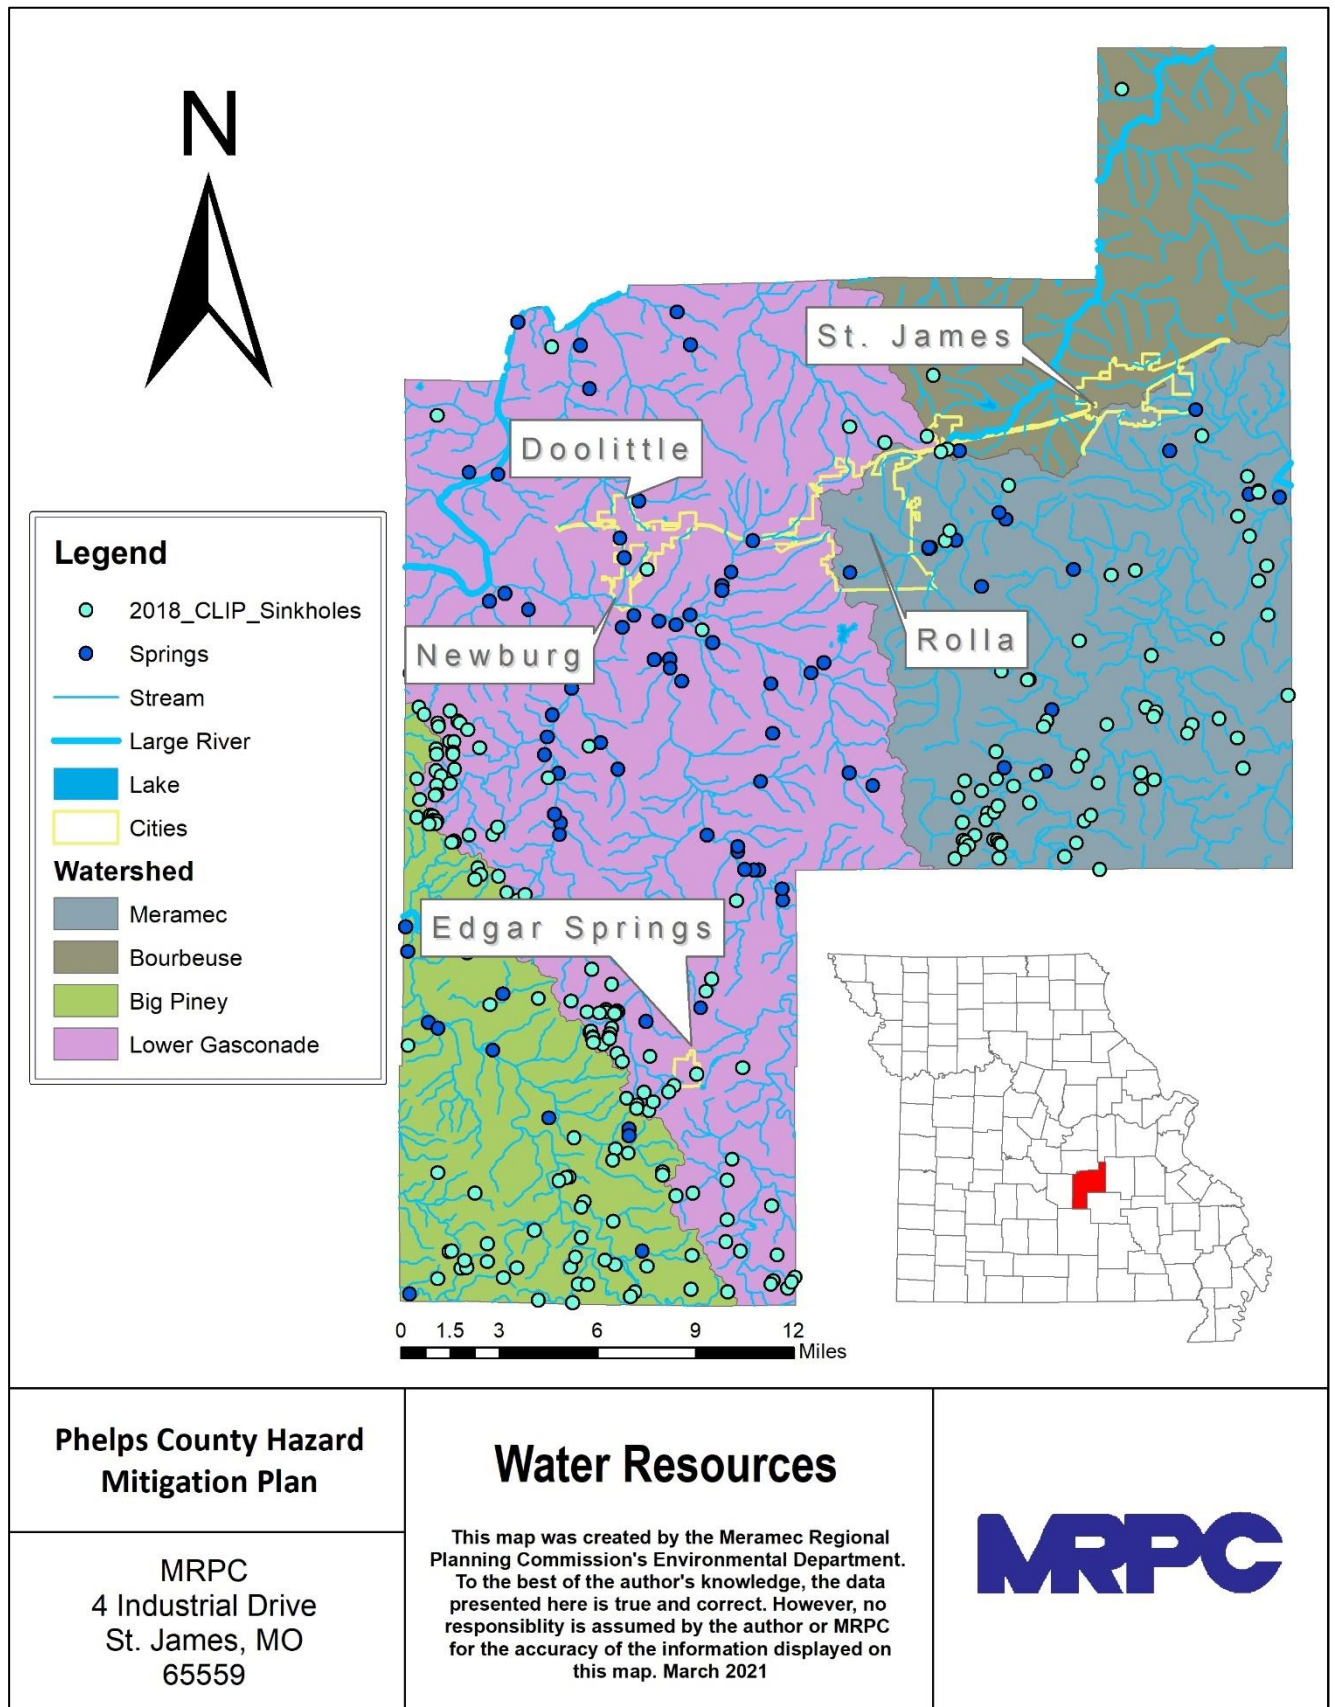 N
St. James
Doolittle
Newburg
Rolla
Edgar Springs
Legend
2018_CLIP_Sinkholes
Springs
Stream
Large River
Lake
Cities
Watershed
Meramec
Bourbeuse
Big Piney
Lower Gasconade
0 1.5 3 6 9 12
Miles
Phelps County Hazard
Mitigation Plan
MRPC
4 Industrial Drive
St. James, MO
65559
Water Resources
This map was created by the Meramec Regional
Planning Commission's Environmental Department.
To the best of the author's knowledge, the data
presented here is true and correct. However, no
responsiblity is assumed by the author or MRPC
for the accuracy of the information displayed on
this map. March 2021
MRPC